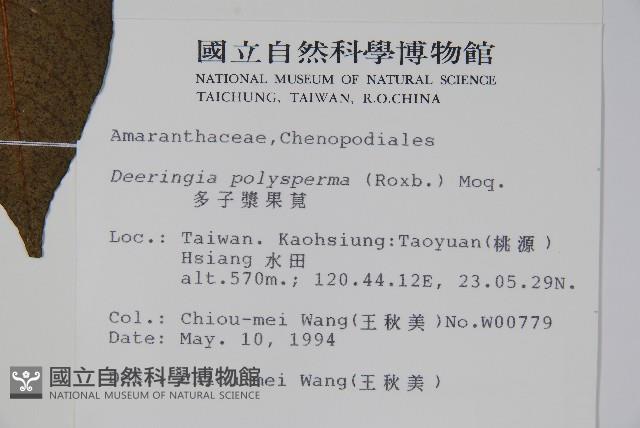 國立自然科學博物館
NATIONAL MUSEUM OF NATURAL SCIENCE
TAICHUNG, TAIWAN, R.O.CHINA
Amaranthaceae,Chenopodiales
Deeringia polysperma (Roxb.) Moq.
多子漿果莧
Loc.: Taiwan. Kaohsiung:Taoyuan(桃源)
Hsiang 水田
alt.570m.; 120.44.12E, 23.05.29N.
Col.: Chiou-mei Wang(王秋美)No.W00779
Date: May. 10, 1994
mei Wang(王秋美)
國立自然科學博物館
NATIONAL MUSEUM OF NATURAL SCIENCE